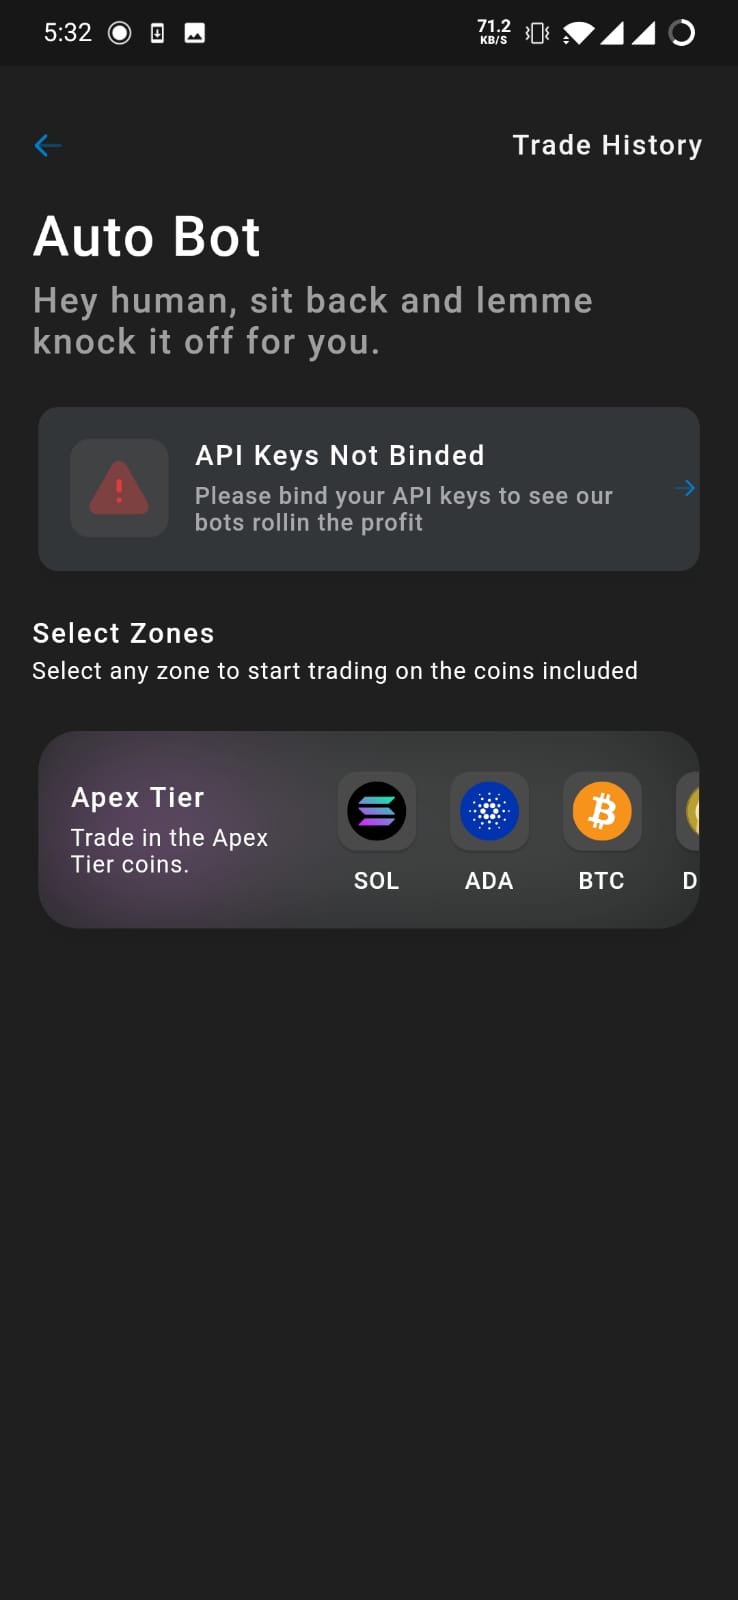 5:32
71.2
KB/S
Trade History
Auto Bot
Hey human, sit back and lemme
knock it off for you.
API Keys Not Binded
Please bind your API keys to see our
bots rollin the profit
Select Zones
Select any zone to start trading on the coins included
Apex Tier
Trade in the Apex
Tier coins.
SOL
ADA
BTC
D